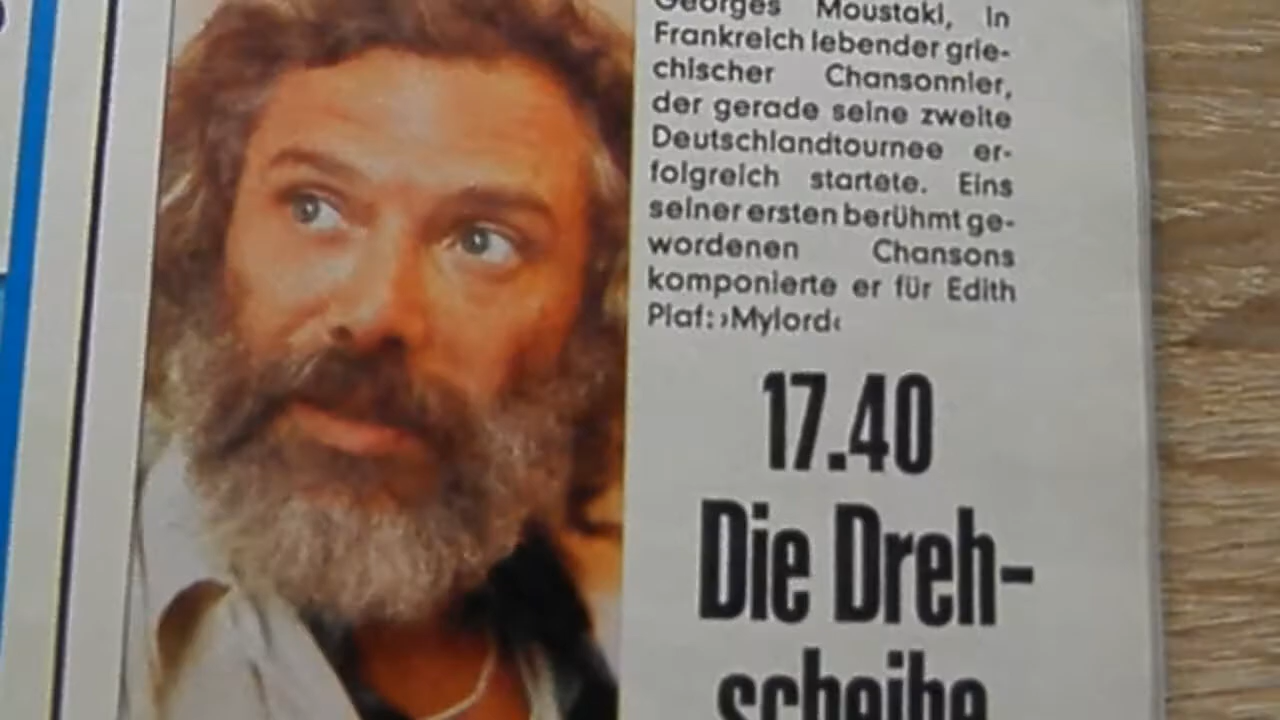 Georges Moustaki, in
Frankreich lebender grie-
chischer Chansonnier,
der gerade seine zweite
Deutschlandtournee er-
folgreich startete. Eins
seiner ersten berühmt ge-
wordenen Chansons
komponierte er für Edith
Piaf: ›Mylord‹
17.40
Die Dreh-
scheibe